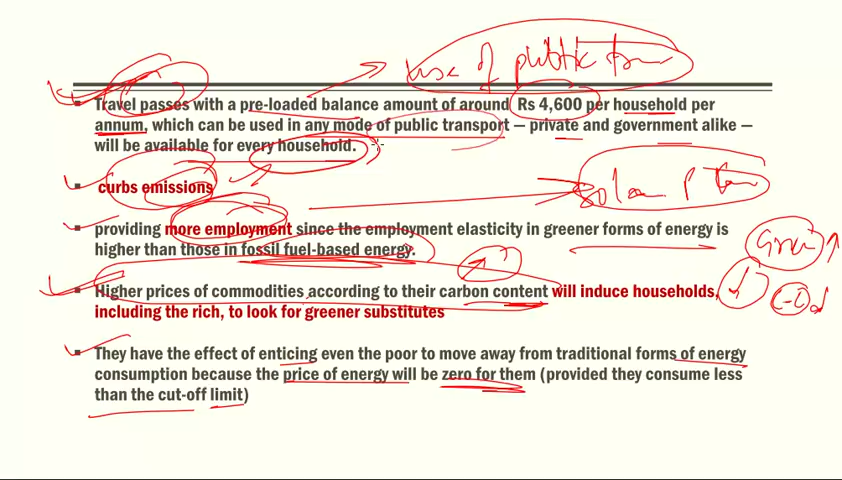 use of public
Travel passes with a pre-loaded balance amount of around Rs 4,600 per household per
annum, which can be used in any mode of public transport — private and government alike —
will be available for every household.
curbs emissions
providing more employment since the employment elasticity in greener forms of energy is
higher than those in fossil fuel-based energy.
Higher prices of commodities according to their carbon content will induce households,
including the rich, to look for greener substitutes
They have the effect of enticing even the poor to move away from traditional forms of energy
consumption because the price of energy will be zero for them (provided they consume less
than the cut-off limit)